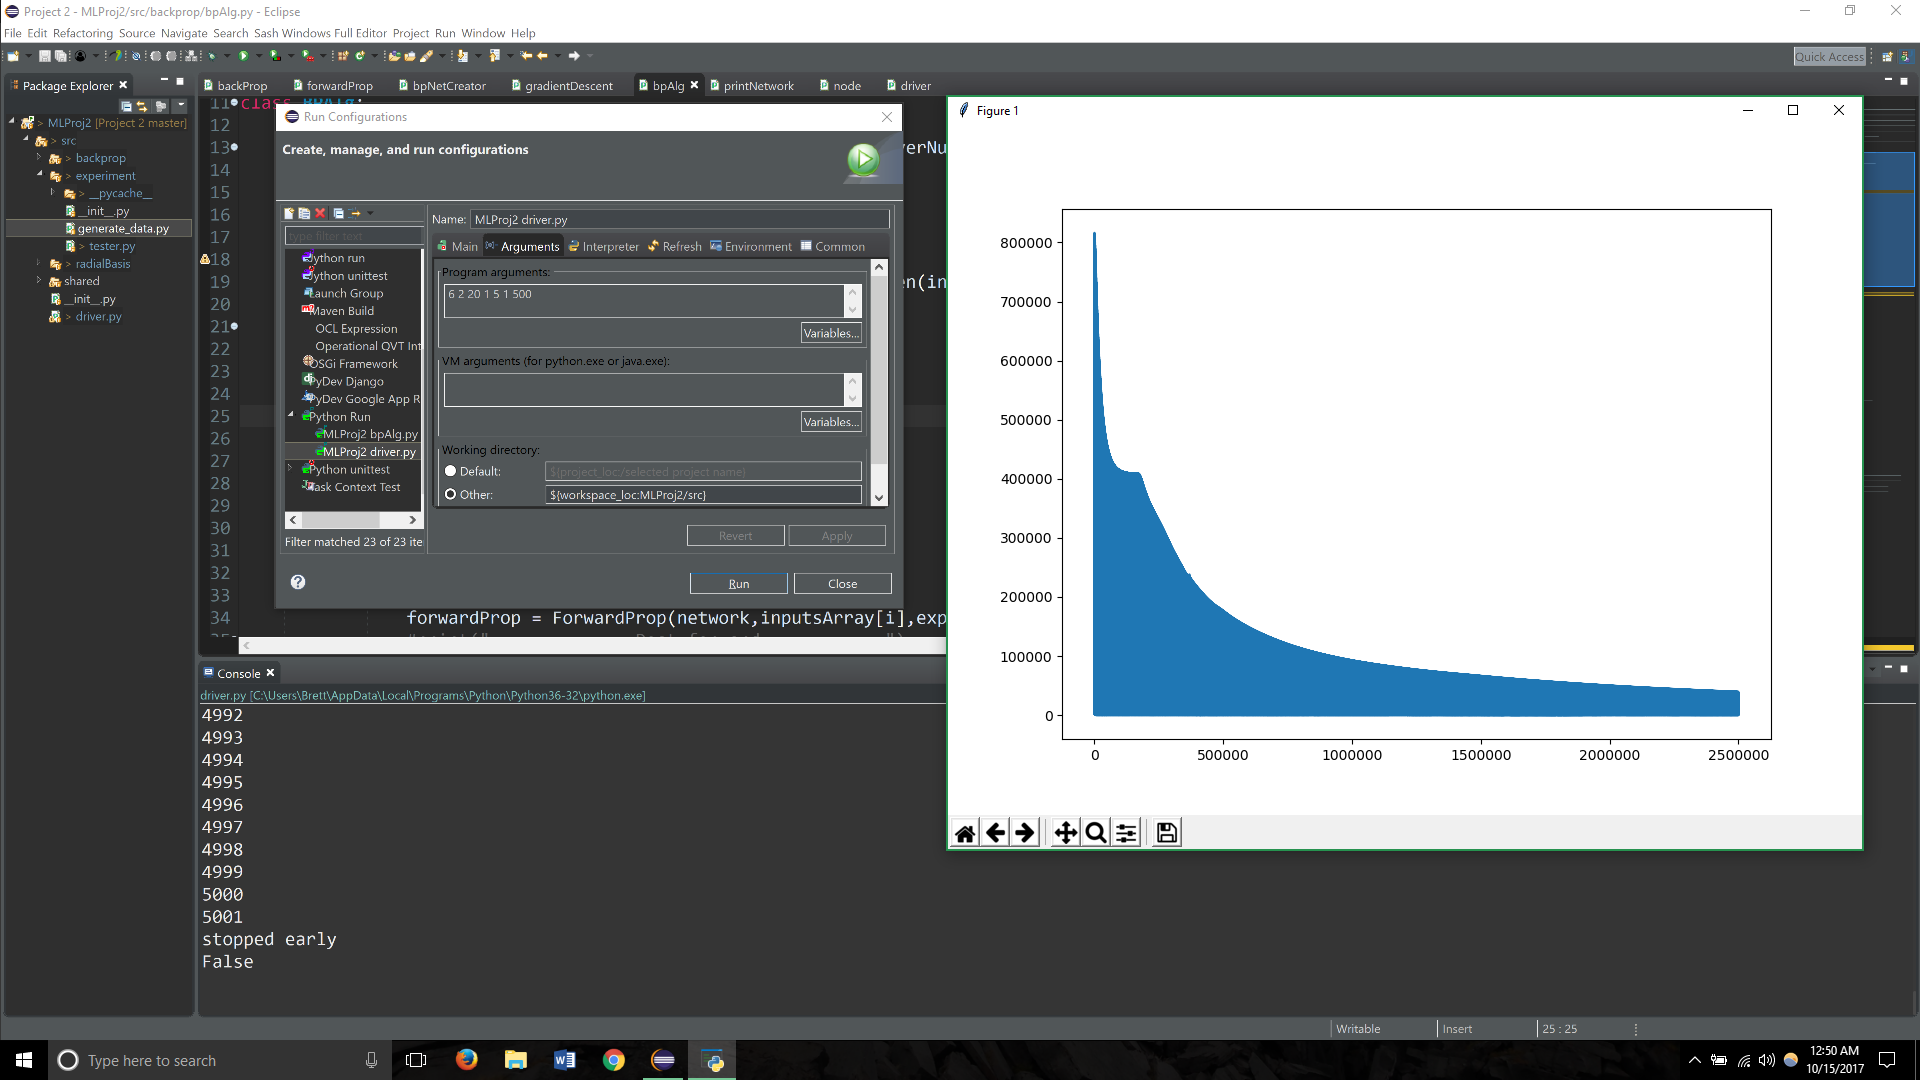 Project 2 - MLProj2/src/backprop/bpAlg.py - Eclipse
File Edit Refactoring Source Navigate Search Sash Windows Full Editor Project Run Window Help
Quick Access
Package Explorer
MLProj2 [Project 2 master]
> src
> backprop
> experiment
> __pycache__
__init__.py
generate_data.py
> tester.py
> radialBasis
shared
__init__.py
> driver.py
backProp forwardProp bpNetCreator gradientDescent bpAlg printNetwork node driver
11 class BPAlg:
12
13
14
15
16
17
18
19
20
21
22
23
24
25
26
27
28
29
30
31
32
33
34 forwardProp = ForwardProp(network,inputsArray[i],exp
Run Configurations
Create, manage, and run configurations
Name: MLProj2 driver.py
type filter text
Main Arguments Interpreter Refresh Environment Common
Jython run
Jython unittest
Launch Group
Maven Build
OCL Expression
Operational QVT Int
OSGi Framework
PyDev Django
PyDev Google App R
Python Run
MLProj2 bpAlg.py
MLProj2 driver.py
Python unittest
Task Context Test
Filter matched 23 of 23 ite
Program arguments:
6 2 20 1 5 1 500
Variables...
VM arguments (for python.exe or java.exe):
Variables...
Working directory:
Default: ${project_loc:/selected project name}
Other: ${workspace_loc:MLProj2/src}
Revert Apply
Run Close
Figure 1
800000
700000
600000
500000
400000
300000
200000
100000
0
0 500000 1000000 1500000 2000000 2500000
Console
driver.py [C:\Users\Brett\AppData\Local\Programs\Python\Python36-32\python.exe]
4992
4993
4994
4995
4996
4997
4998
4999
5000
5001
stopped early
False
Writable Insert 25 : 25
Type here to search
12:50 AM
10/15/2017